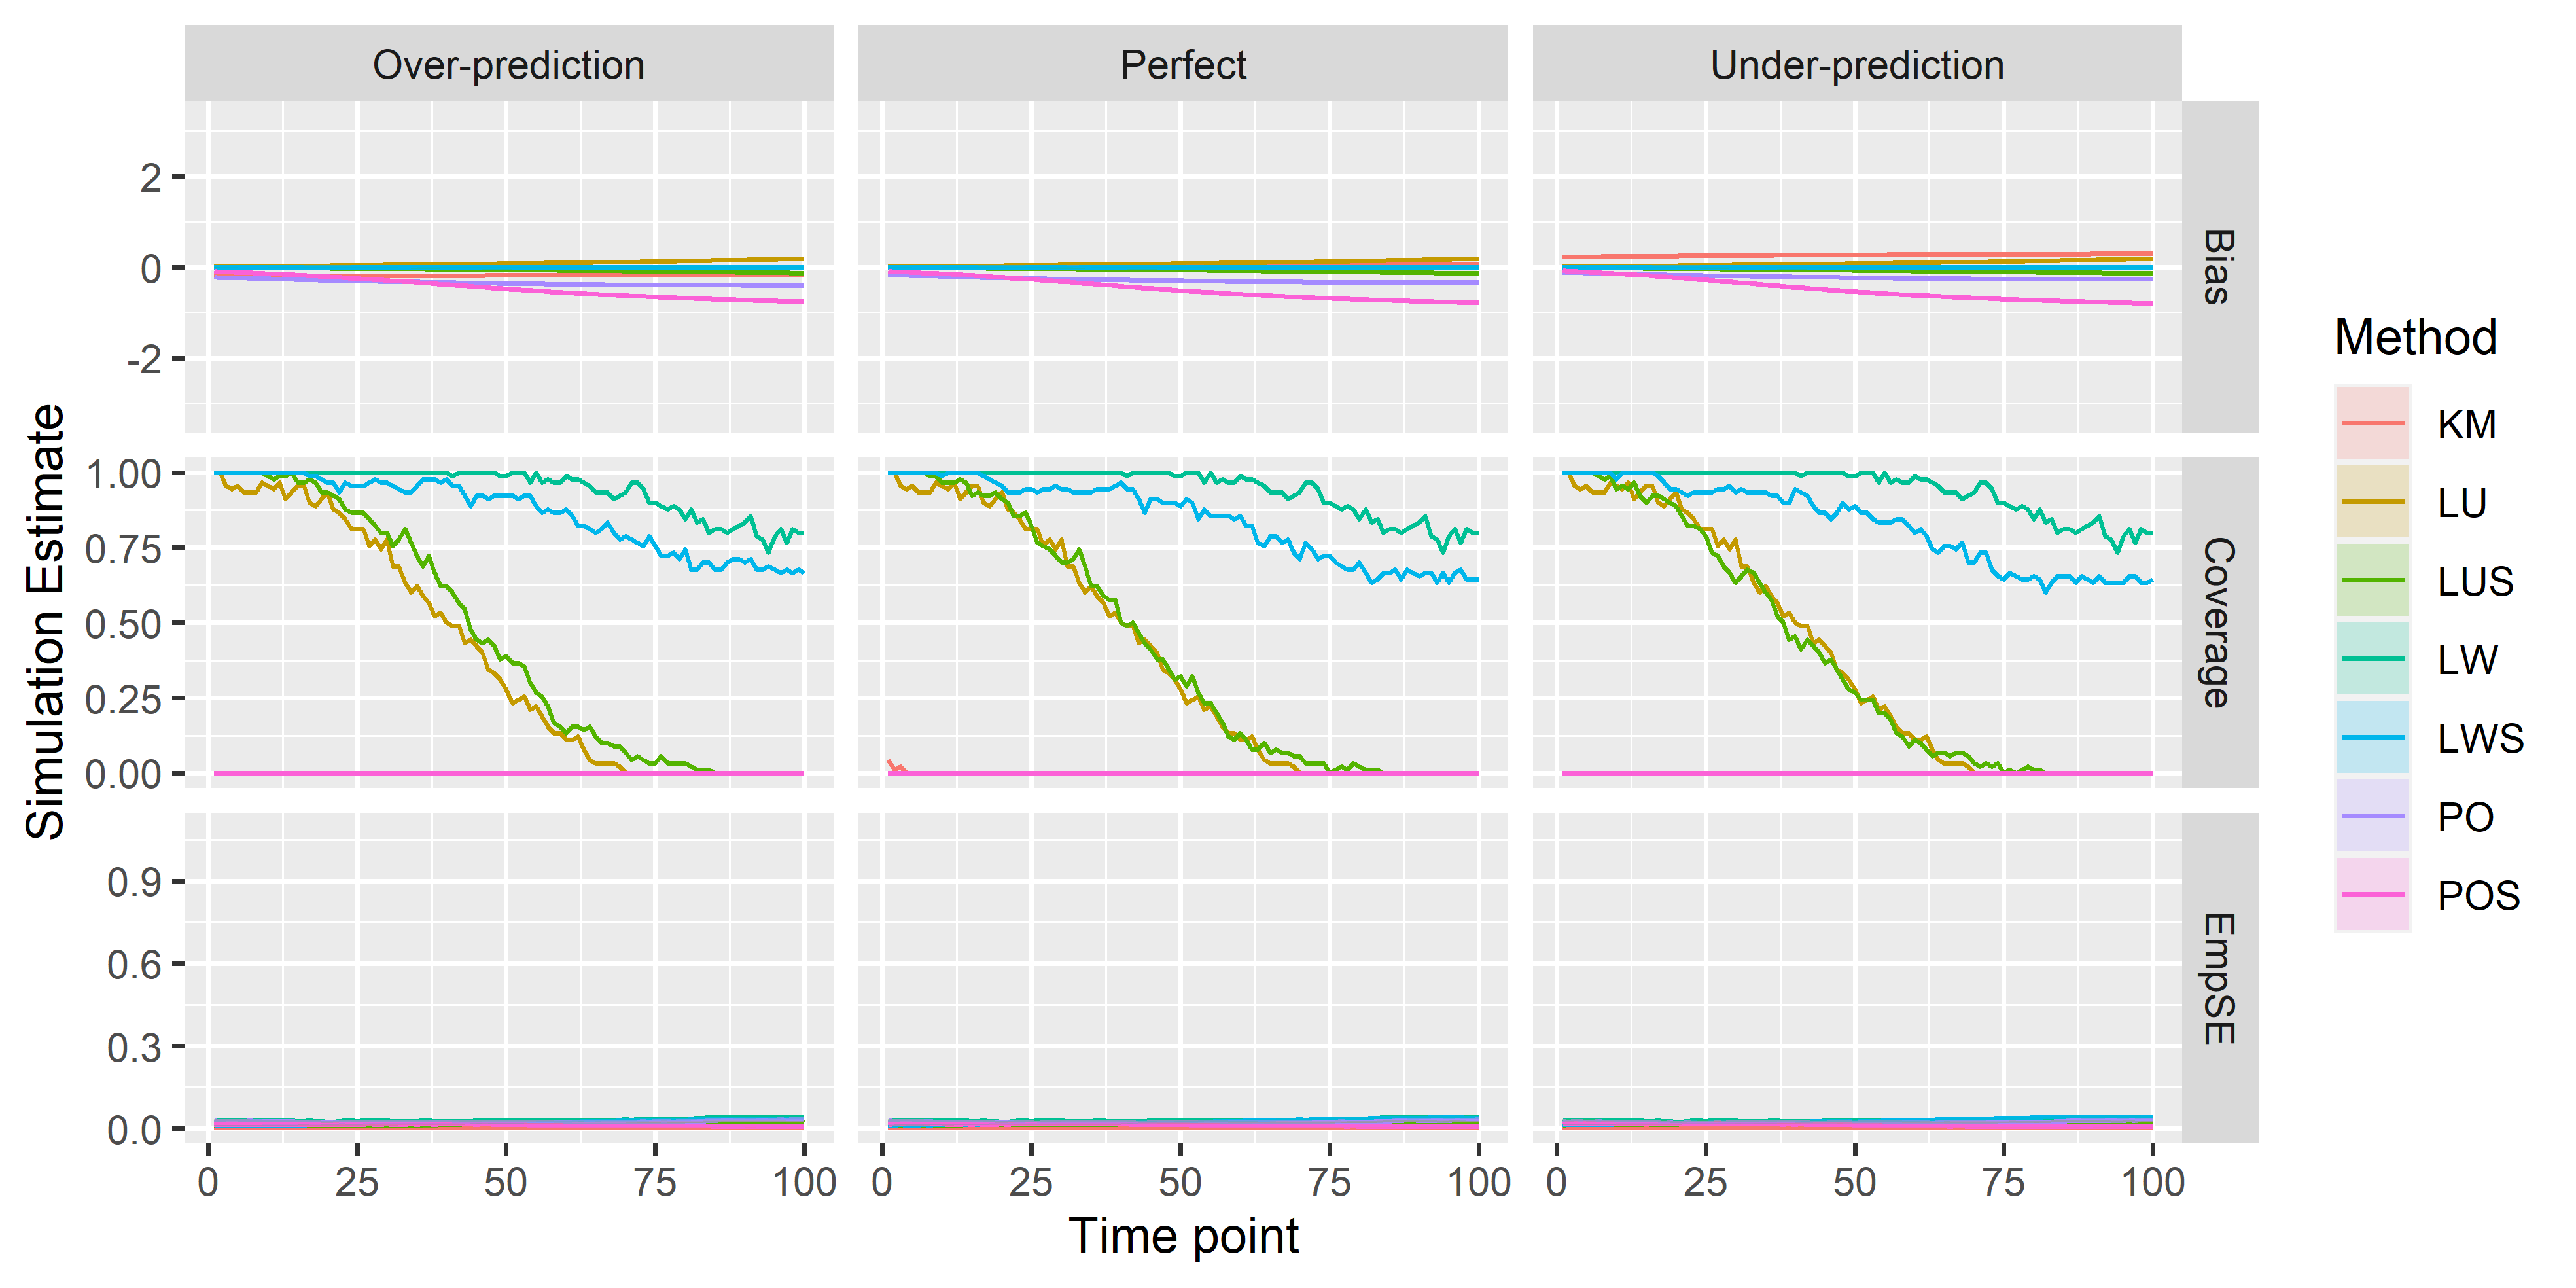 Over-prediction
Perfect
Under-prediction
Simulation Estimate
2
0
-2
Bias
1.00
0.75
0.50
0.25
0.00
Coverage
0.9
0.6
0.3
0.0
EmpSE
0 25 50 75 100
0 25 50 75 100
0 25 50 75 100
Time point
Method
KM
LU
LUS
LW
LWS
PO
POS